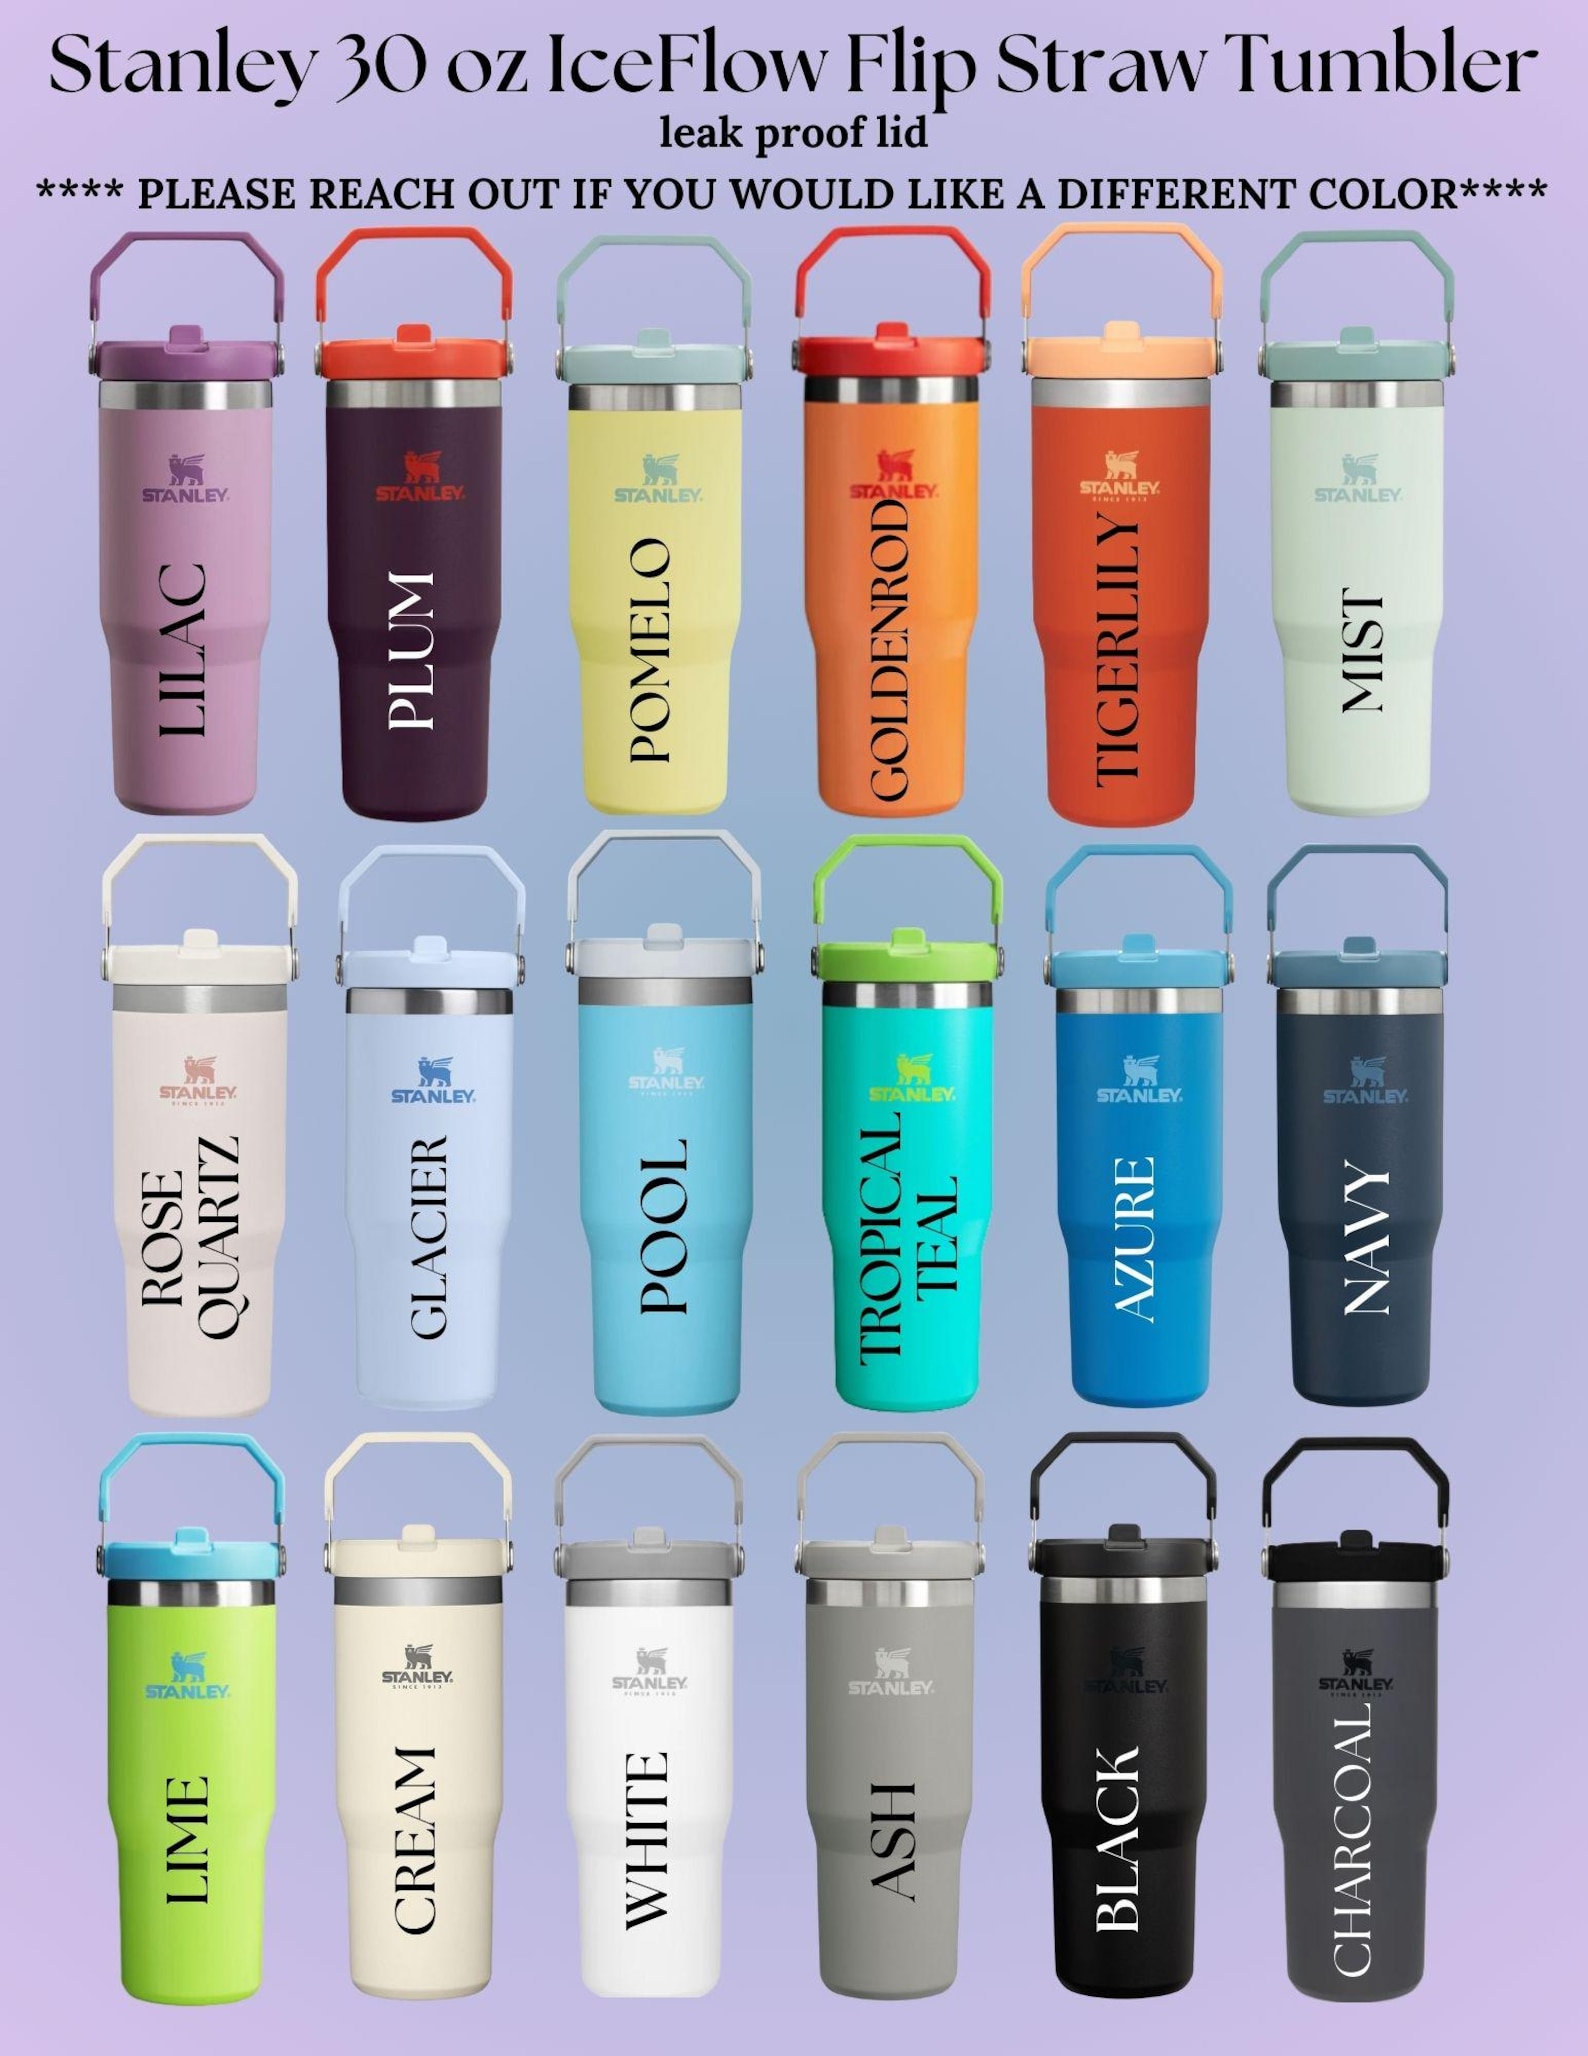 Stanley 30 oz IceFlow Flip Straw Tumbler
leak proof lid
**** PLEASE REACH OUT IF YOU WOULD LIKE A DIFFERENT COLOR****
STANLEY.
LILAC
STANLEY.
PLUM
STANLEY.
POMELO
STANLEY.
GOLDENROD
STANLEY.
SINCE 1913
TIGERLILY
STANLEY.
MIST
STANLEY.
SINCE 1913
ROSE
QUARTZ
STANLEY.
GLACIER
STANLEY.
SINCE 1913
POOL
STANLEY.
TROPICAL
TEAL
STANLEY.
AZURE
STANLEY.
NAVY
STANLEY.
LIME
STANLEY.
SINCE 1913
CREAM
STANLEY.
SINCE 1913
WHITE
STANLEY.
ASH
STANLEY.
BLACK
STANLEY.
SINCE 1913
CHARCOAL